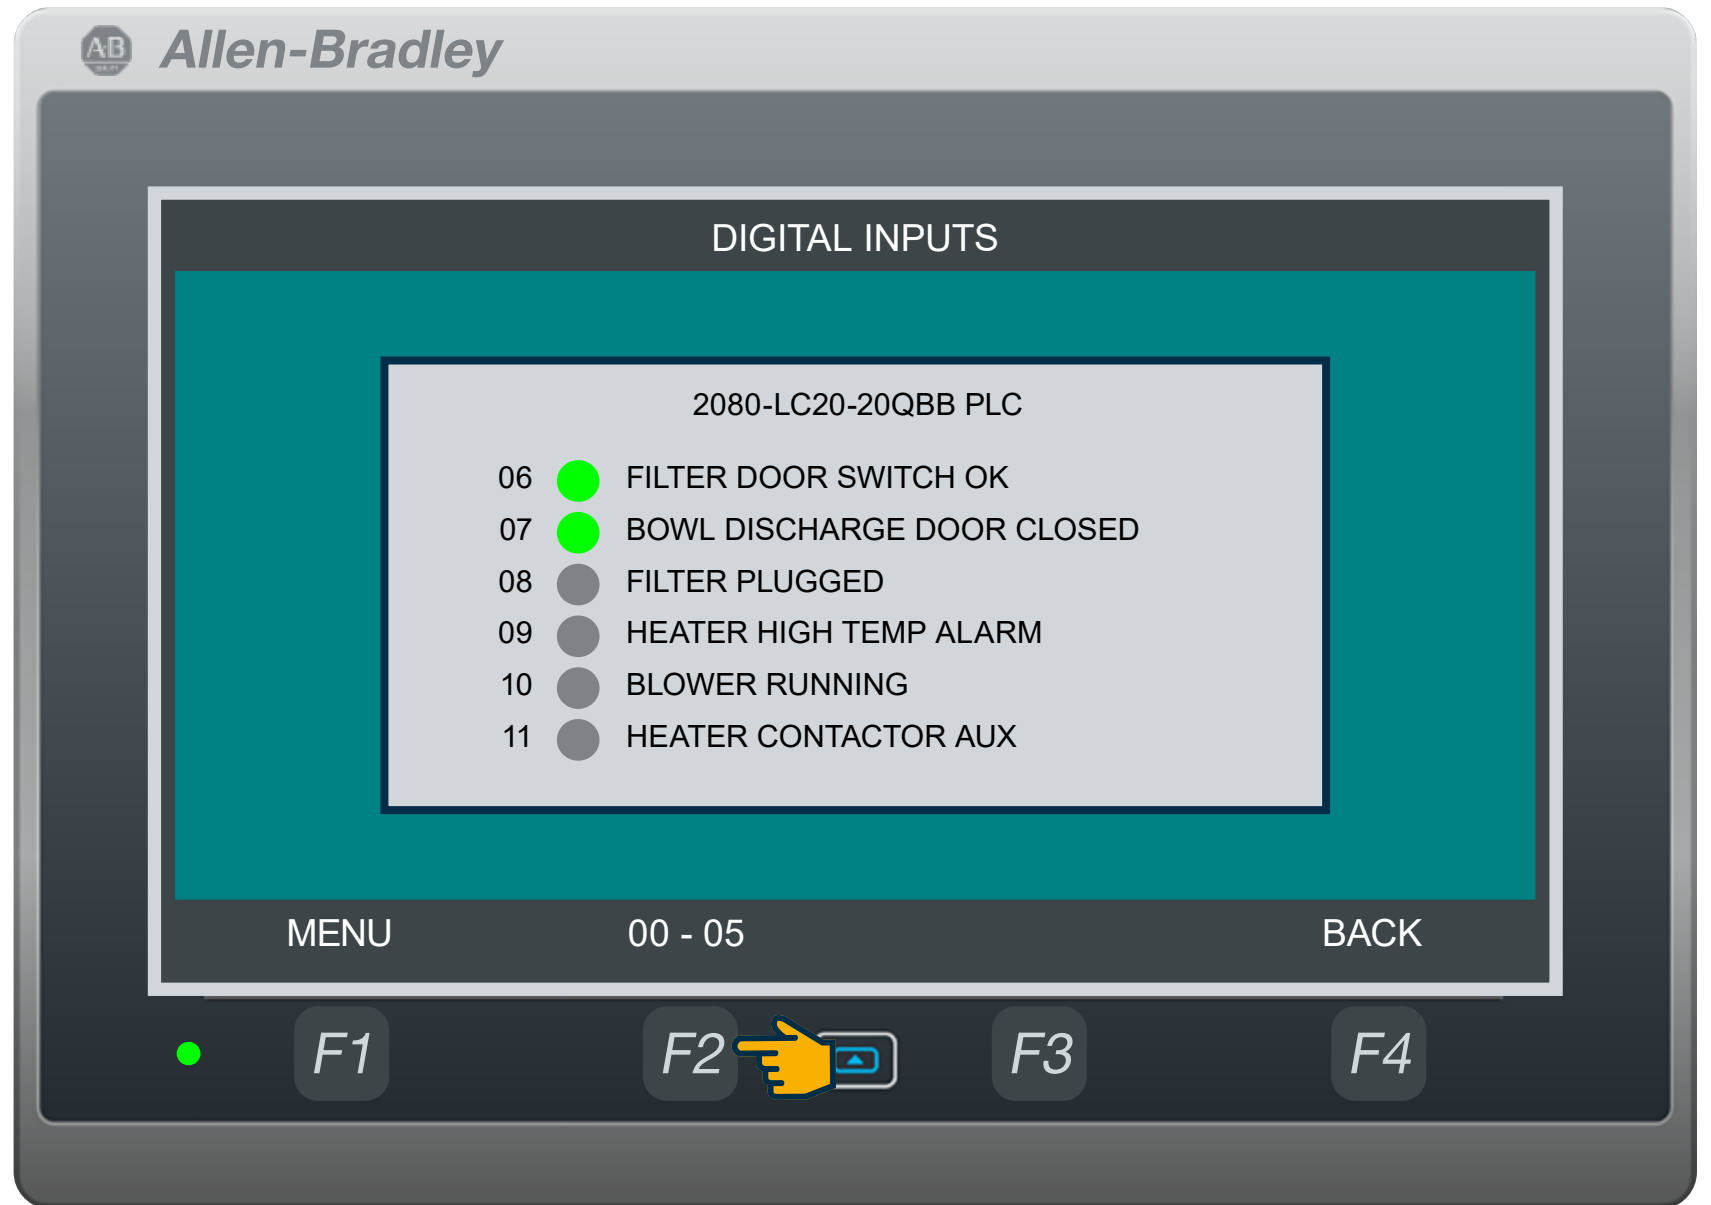 AB
Allen-Bradley
DIGITAL INPUTS
2080-LC20-20QBB PLC
06 FILTER DOOR SWITCH OK
07 BOWL DISCHARGE DOOR CLOSED
08 FILTER PLUGGED
09 HEATER HIGH TEMP ALARM
10 BLOWER RUNNING
11 HEATER CONTACTOR AUX
MENU 00 - 05 BACK
F1 F2 F3 F4